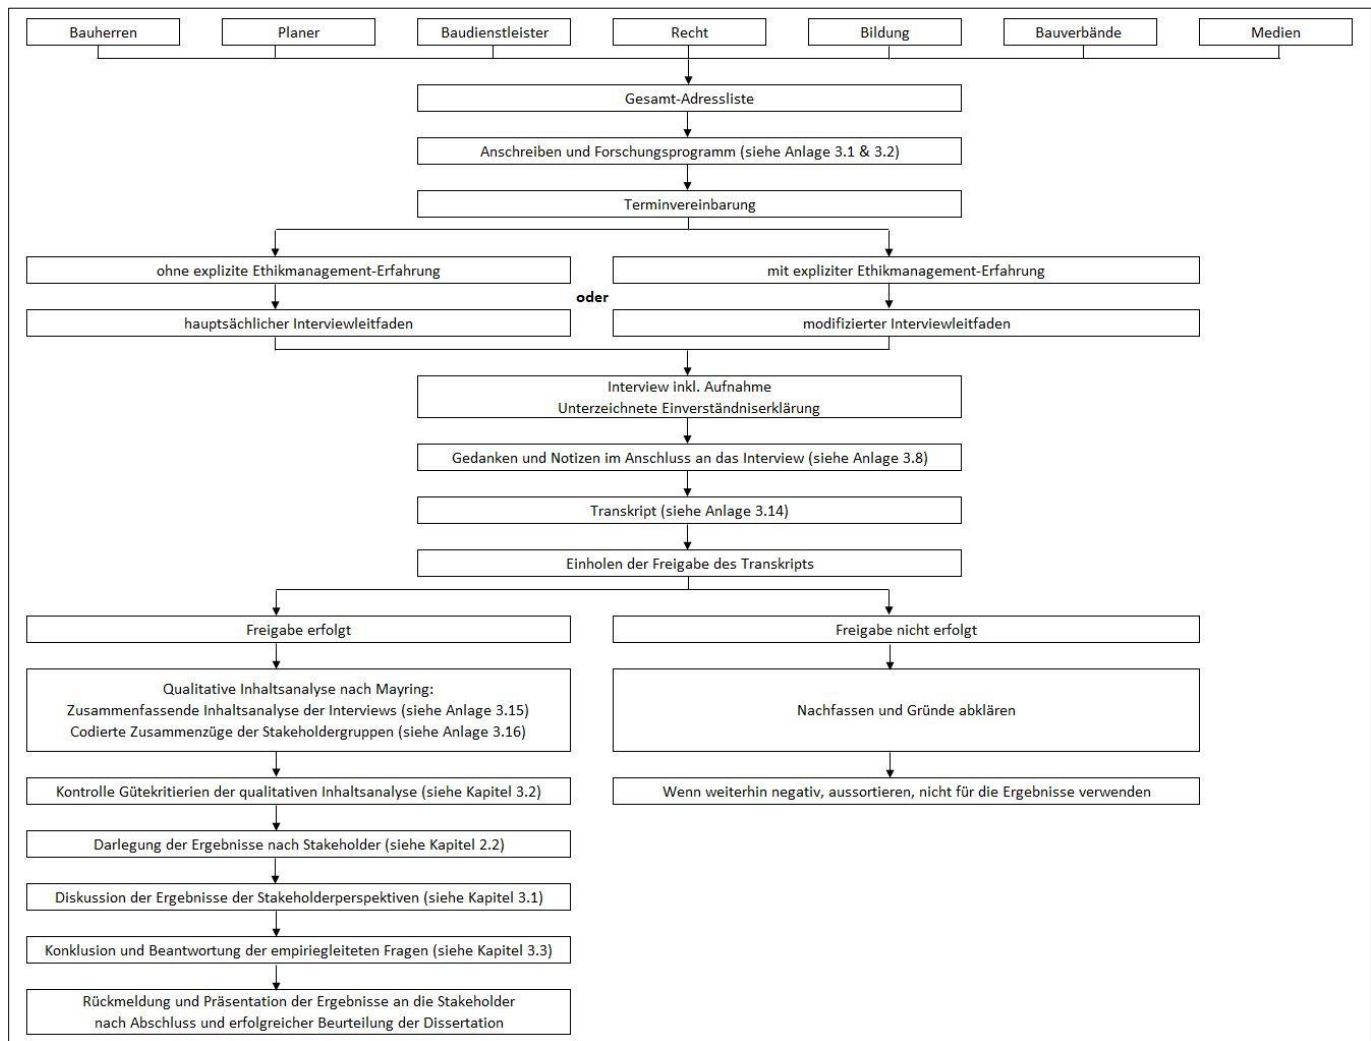 Bauherren
Planer
Baudienstleister
Recht
Bildung
Bauverbände
Medien
Gesamt-Adressliste
Anschreiben und Forschungsprogramm (siehe Anlage 3.1 & 3.2)
Terminvereinbarung
ohne explizite Ethikmanagement-Erfahrung
mit expliziter Ethikmanagement-Erfahrung
oder
hauptsächlicher Interviewleitfaden
modifizierter Interviewleitfaden
Interview inkl. Aufnahme
Unterzeichnete Einverständniserklärung
Gedanken und Notizen im Anschluss an das Interview (siehe Anlage 3.8)
Transkript (siehe Anlage 3.14)
Einholen der Freigabe des Transkripts
Freigabe erfolgt
Freigabe nicht erfolgt
Qualitative Inhaltsanalyse nach Mayring:
Zusammenfassende Inhaltsanalyse der Interviews (siehe Anlage 3.15)
Codierte Zusammenzüge der Stakeholdergruppen (siehe Anlage 3.16)
Nachfassen und Gründe abklären
Kontrolle Gütekritierien der qualitativen Inhaltsanalyse (siehe Kapitel 3.2)
Wenn weiterhin negativ, aussortieren, nicht für die Ergebnisse verwenden
Darlegung der Ergebnisse nach Stakeholder (siehe Kapitel 2.2)
Diskussion der Ergebnisse der Stakeholderperspektiven (siehe Kapitel 3.1)
Konklusion und Beantwortung der empiriegleiteten Fragen (siehe Kapitel 3.3)
Rückmeldung und Präsentation der Ergebnisse an die Stakeholder
nach Abschluss und erfolgreicher Beurteilung der Dissertation